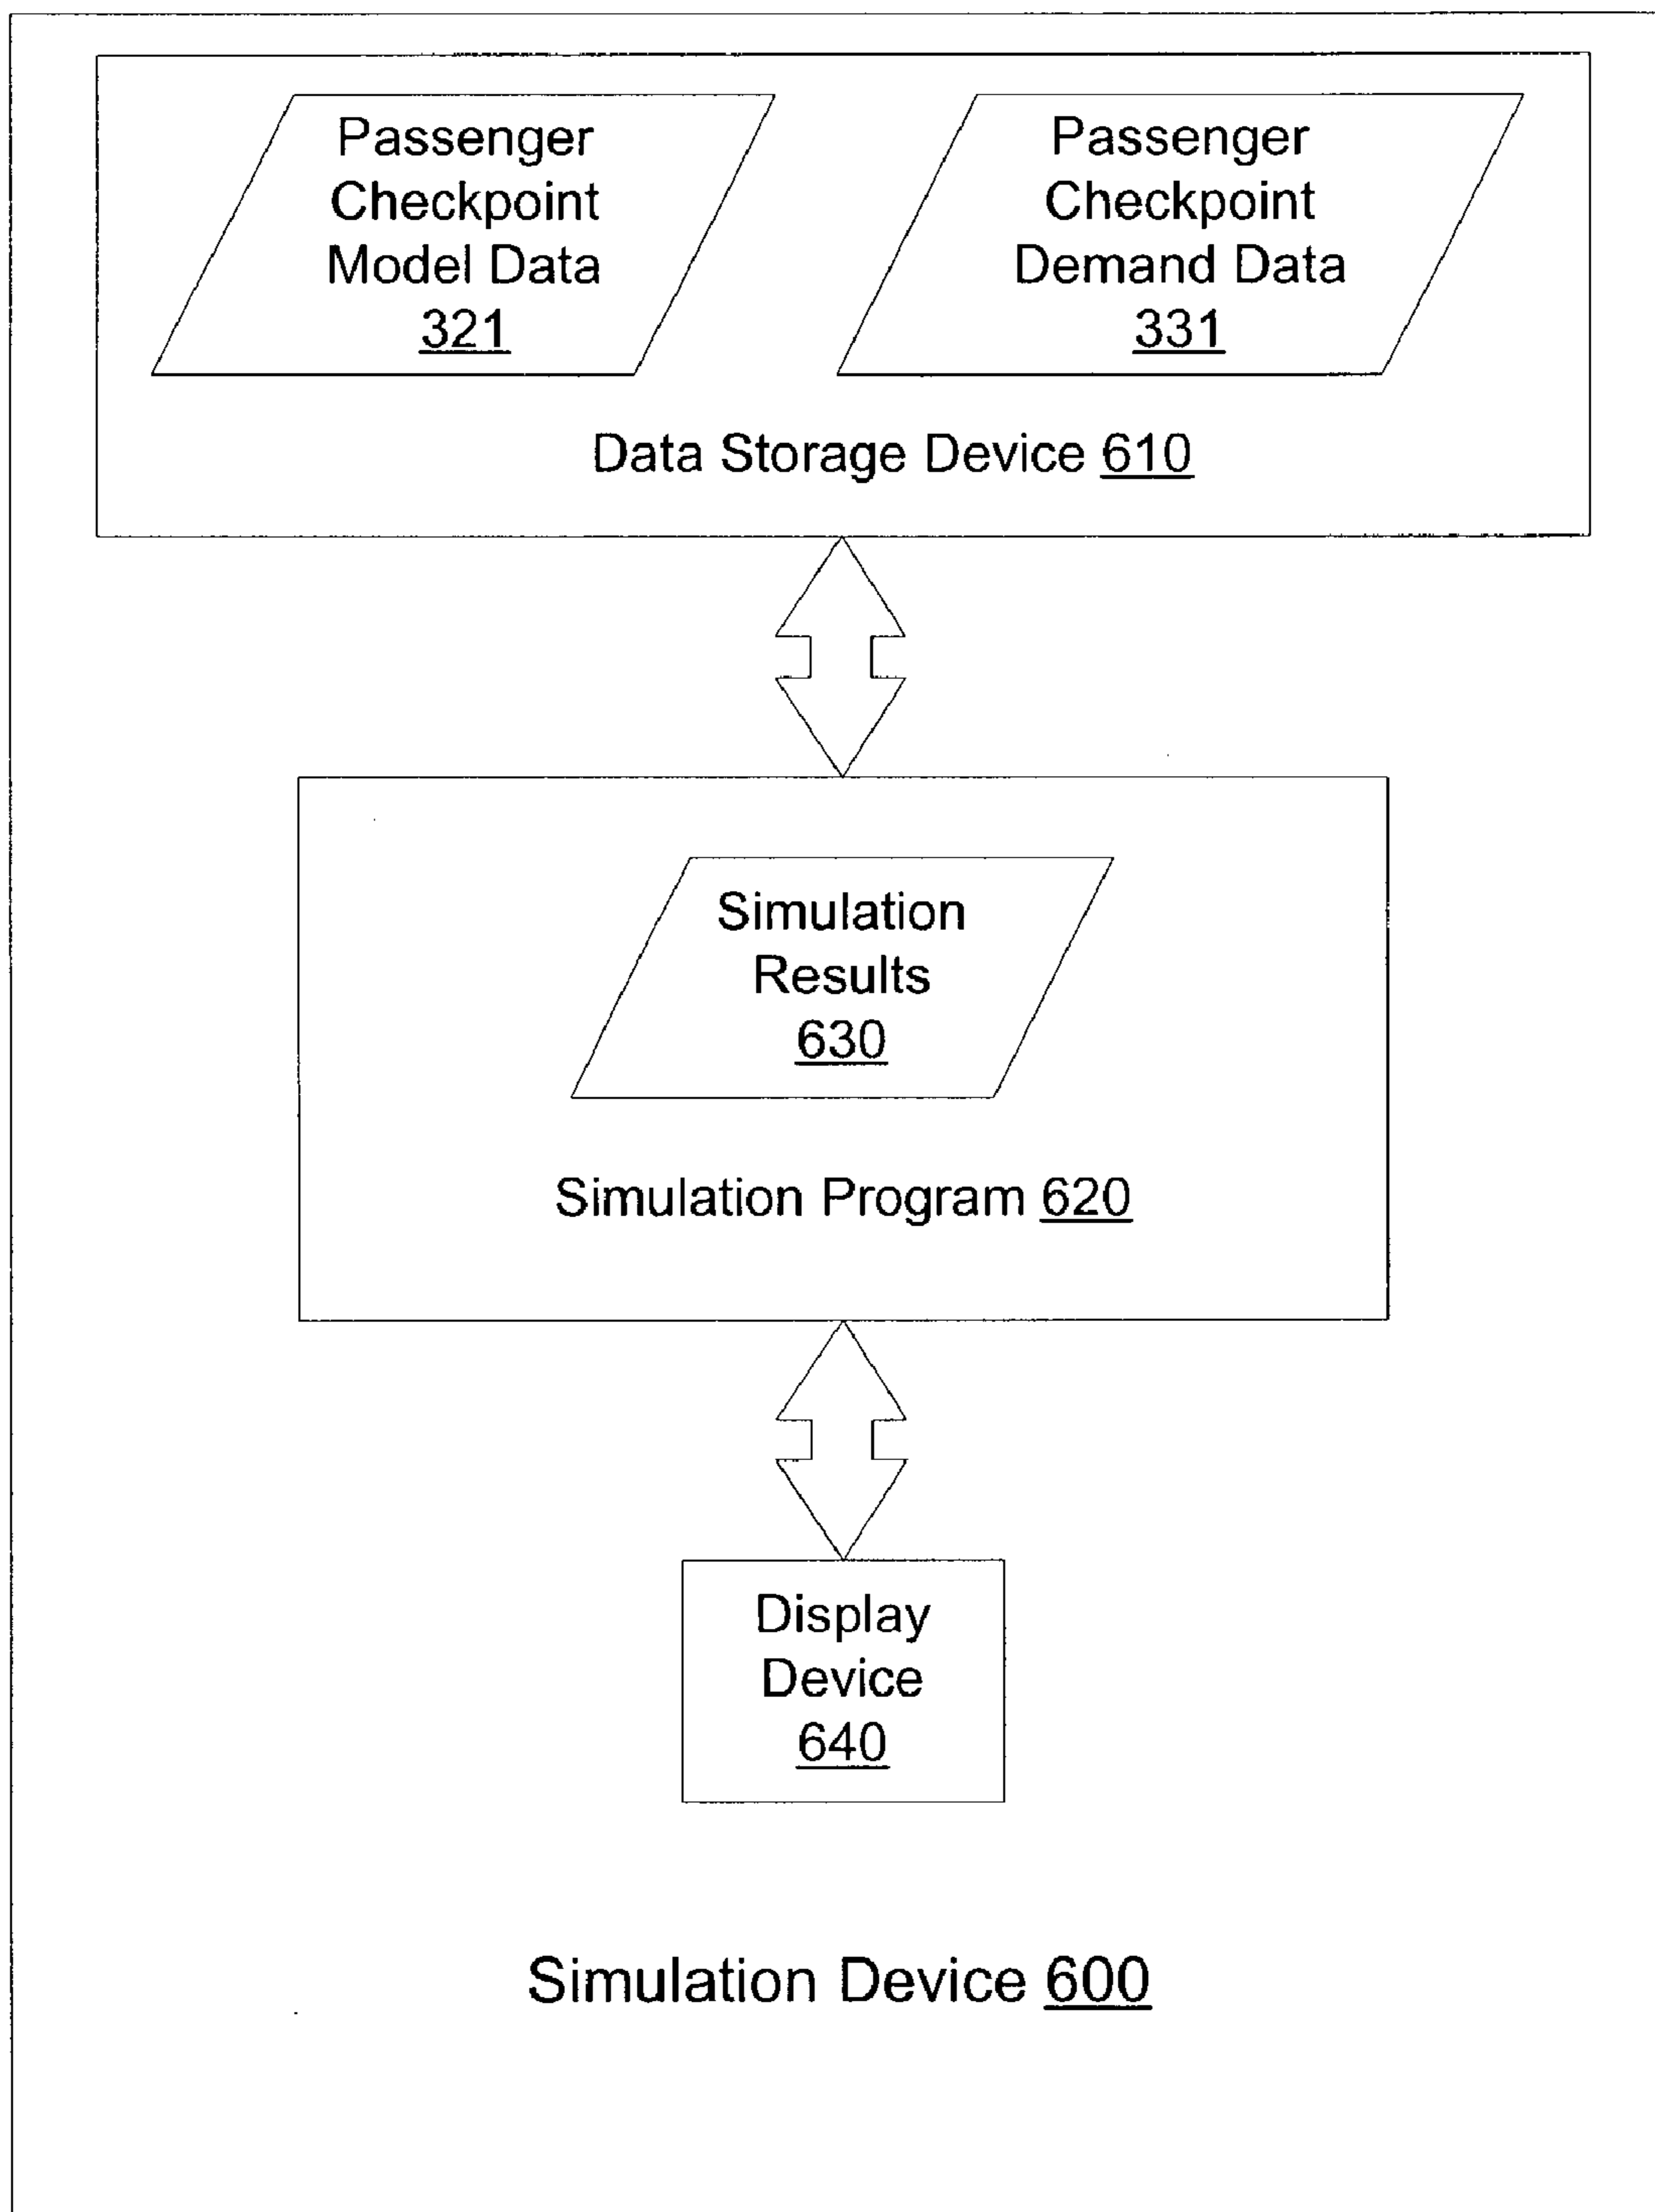 Passenger
Checkpoint
Model Data
321
Passenger
Checkpoint
Demand Data
331
Data Storage Device 610
Simulation
Results
630
Simulation Program 620
Display
Device
640
Simulation Device 600